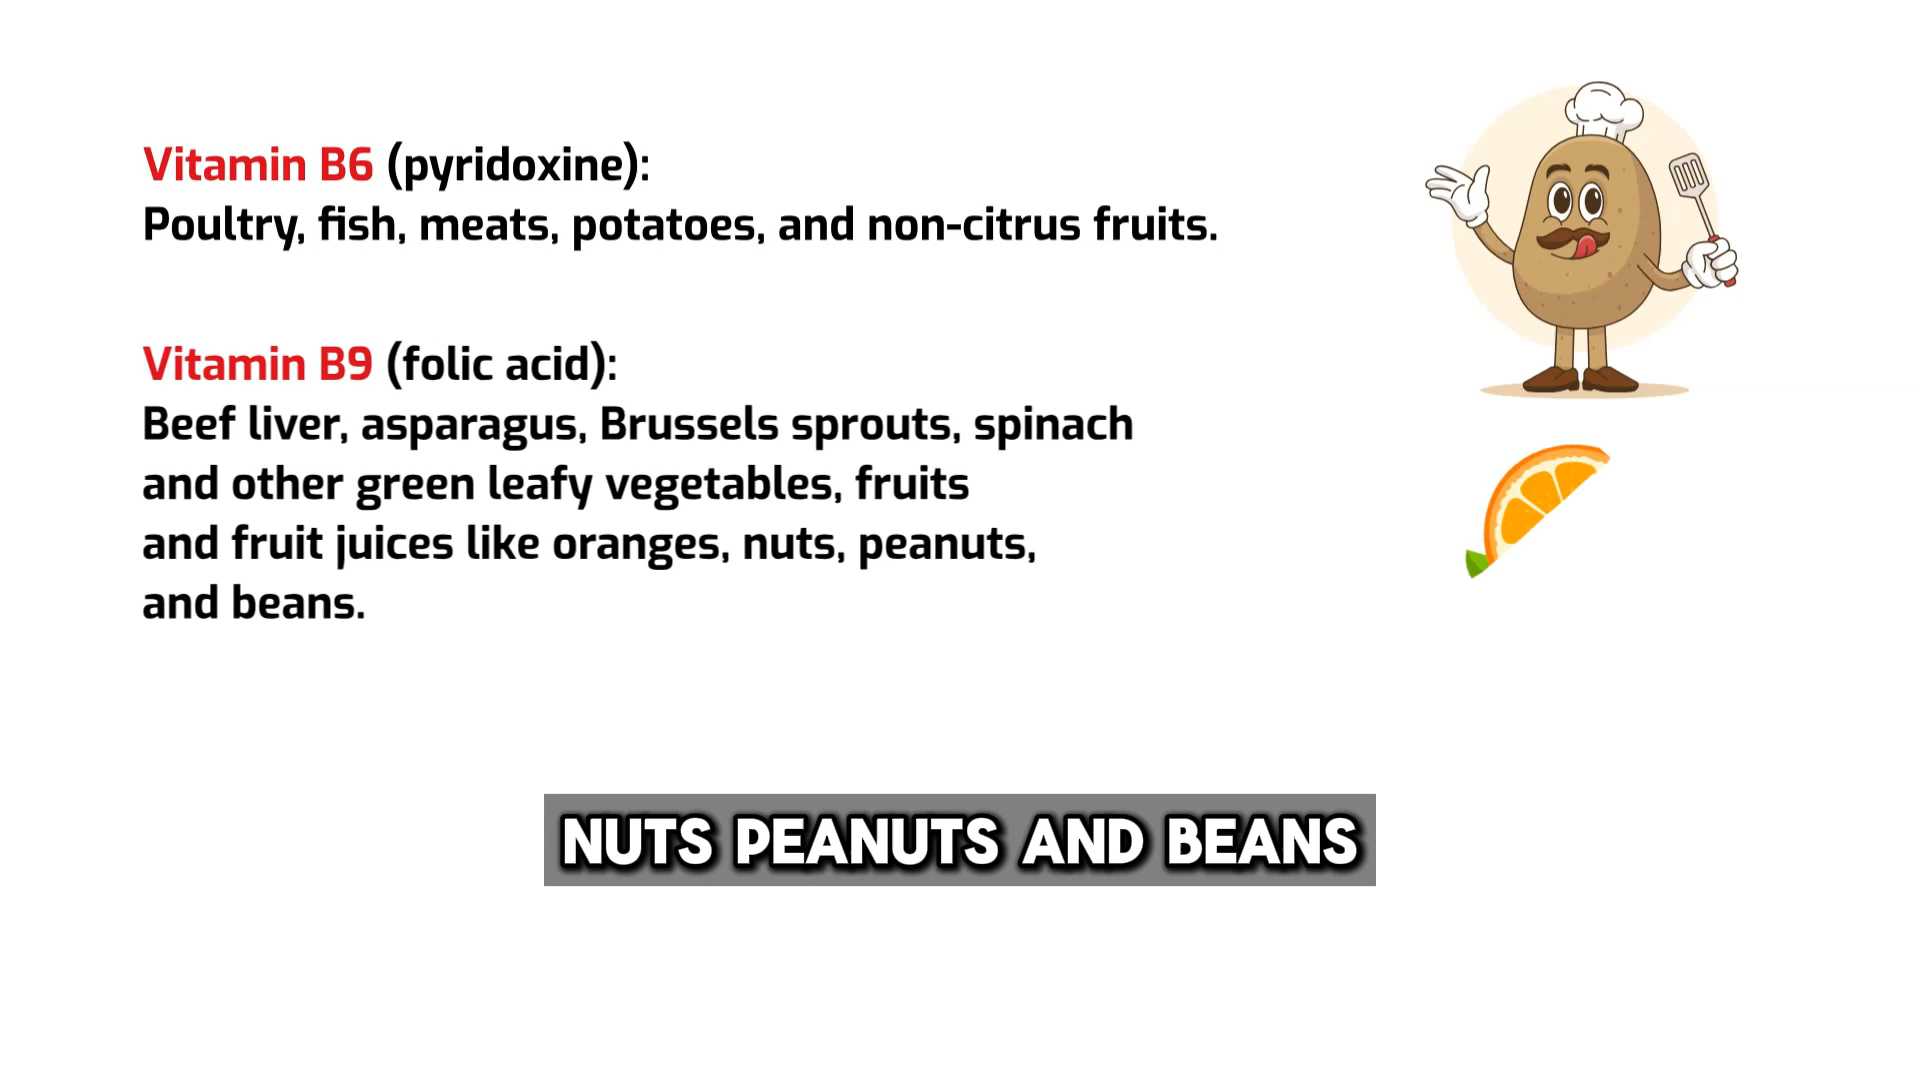 Vitamin B6 (pyridoxine):
Poultry, fish, meats, potatoes, and non-citrus fruits.
Vitamin B9 (folic acid):
Beef liver, asparagus, Brussels sprouts, spinach
and other green leafy vegetables, fruits
and fruit juices like oranges, nuts, peanuts,
and beans.
NUTS PEANUTS AND BEANS